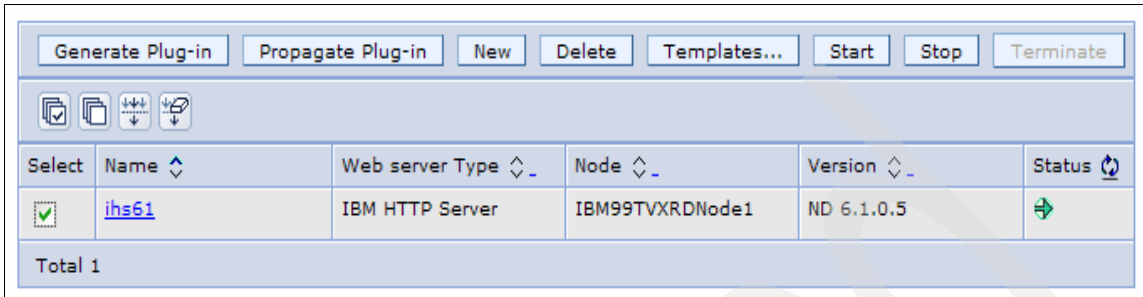 Generate Plug-in Propagate Plug-in New Delete Templates... Start Stop Terminate
Select Name Web server Type Node Version Status
ihs61 IBM HTTP Server IBM99TVXRDNode1 ND 6.1.0.5
Total 1